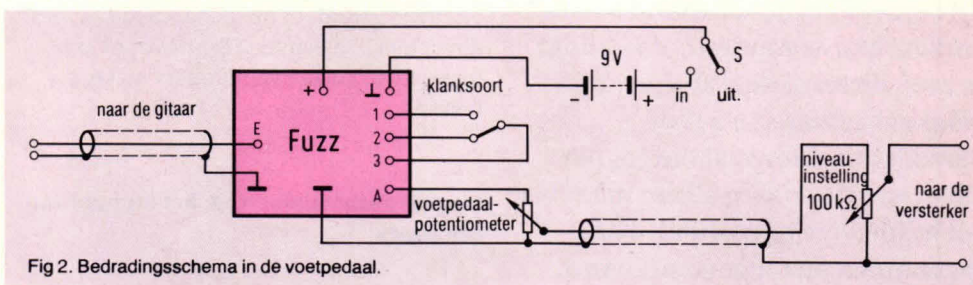 naar de gitaar
E
Fuzz
+
⊥
1
2
3
A
klanksoort
9V
-
+
in
uit.
S
voetpedaal-
potentiometer
niveau-
instelling
100 kΩ
naar de
versterker
Fig 2. Bedradingsschema in de voetpedaal.